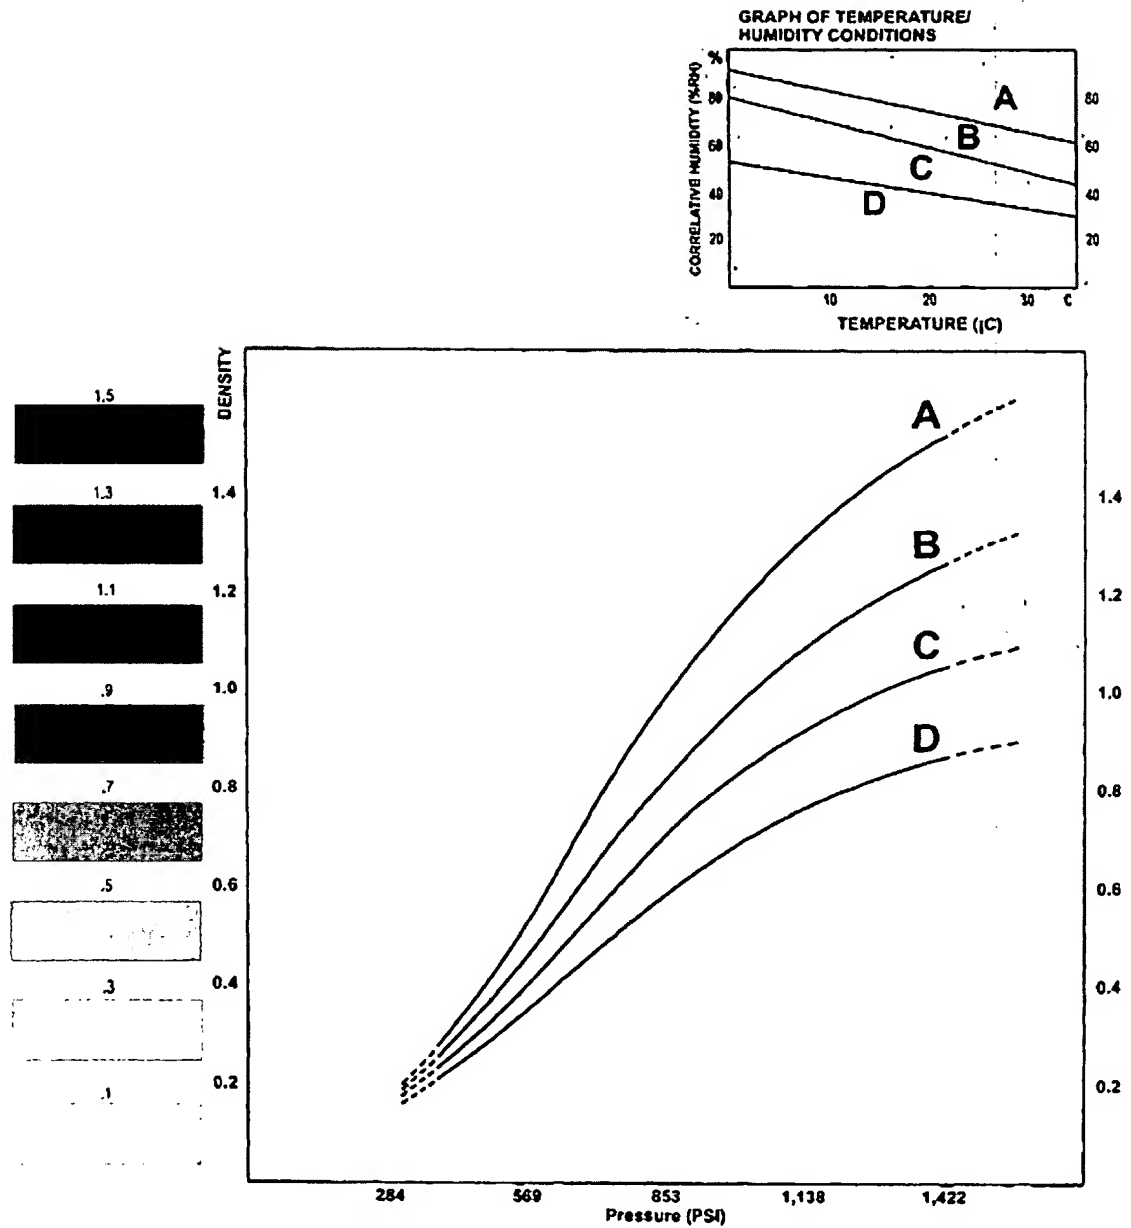 GRAPH OF TEMPERATURE/
HUMIDITY CONDITIONS
CORRELATIVE HUMIDITY (%RH)
%
80
60
40
20
A
B
C
D
80
60
40
20
10 20 30 C
TEMPERATURE (¡C)
DENSITY
1.5
1.3
1.1
.9
.7
.5
.3
.1
1.4
1.2
1.0
0.8
0.6
0.4
0.2
A
B
C
D
1.4
1.2
1.0
0.8
0.6
0.4
0.2
284 569 853 1,138 1,422
Pressure (PSI)